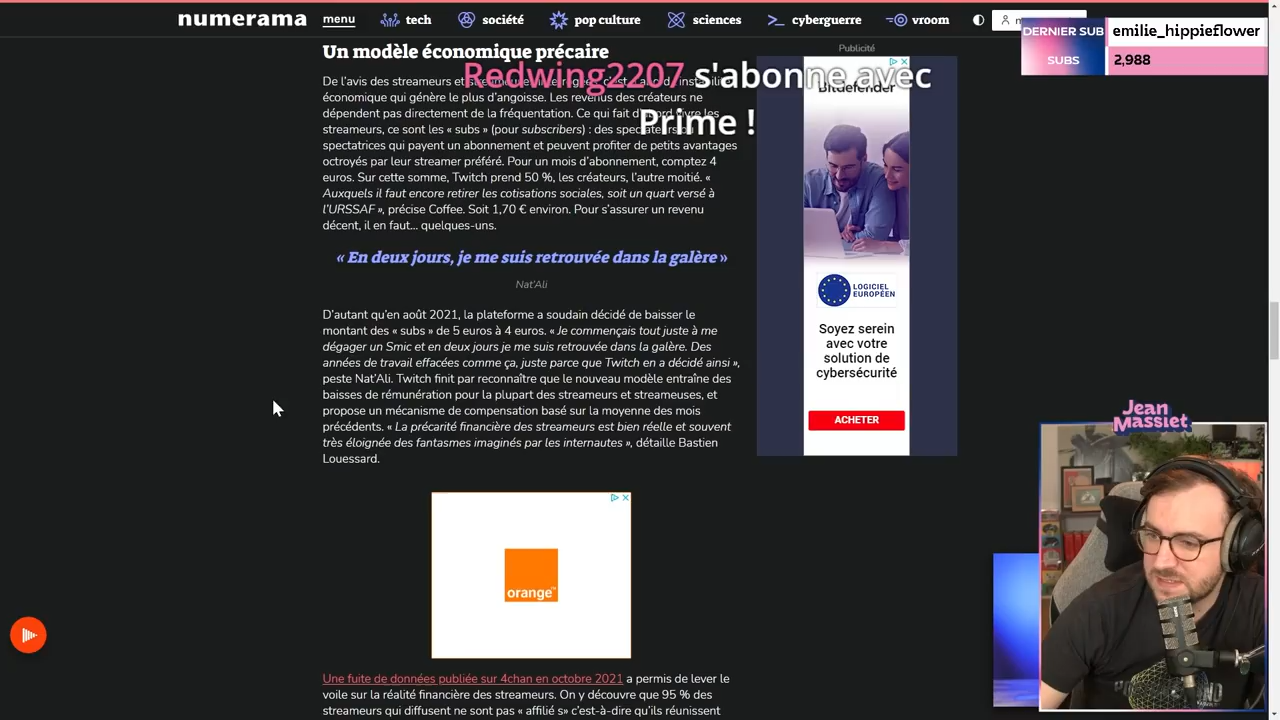 numerama
menu
tech
société
pop culture
sciences
cyberguerre
vroom
DERNIER SUB
emilie_hippieflower
SUBS
2,988
Redwing2207 s'abonne avec
Prime !
Un modèle économique précaire
De l'avis des streameurs et
économique qui génère le plus d'angoisse. Les revenus des créateurs ne
dépendent pas directement de la fréquentation. Ce qui fait d'abord vivre les
streameurs, ce sont les « subs » (pour subscribers) : des spectateurs ou
spectatrices qui payent un abonnement et peuvent profiter de petits avantages
octroyés par leur streamer préféré. Pour un mois d'abonnement, comptez 4
euros. Sur cette somme, Twitch prend 50 %, les créateurs, l'autre moitié. «
Auxquels il faut encore retirer les cotisations sociales, soit un quart versé à
l'URSSAF », précise Coffee. Soit 1,70 € environ. Pour s'assurer un revenu
décent, il en faut… quelques-uns.
« En deux jours, je me suis retrouvée dans la galère »
Nat'Ali
D'autant qu'en août 2021, la plateforme a soudain décidé de baisser le
montant des « subs » de 5 euros à 4 euros. « Je commençais tout juste à me
dégager un Smic et en deux jours je me suis retrouvée dans la galère. Des
années de travail effacées comme ça, juste parce que Twitch en a décidé ainsi »,
peste Nat'Ali. Twitch finit par reconnaître que le nouveau modèle entraîne des
baisses de rémunération pour la plupart des streameurs et streameuses, et
propose un mécanisme de compensation basé sur la moyenne des mois
précédents. « La précarité financière des streameurs est bien réelle et souvent
très éloignée des fantasmes imaginés par les internautes », détaille Bastien
Louessard.
Publicité
Bitdefender
LOGICIEL
EUROPÉEN
Soyez serein
avec votre
solution de
cybersécurité
ACHETER
orange
Jean
Massiet
Une fuite de données publiée sur 4chan en octobre 2021 a permis de lever le
voile sur la réalité financière des streameurs. On y découvre que 95 % des
streameurs qui diffusent ne sont pas « affilié s» c'est-à-dire qu'ils réunissent